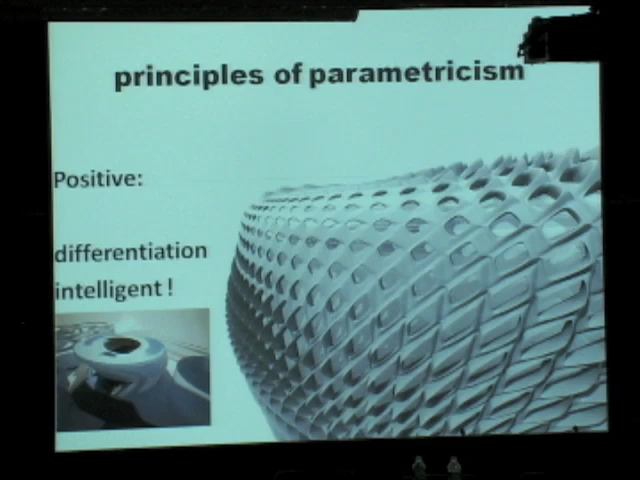 principles of parametricism
Positive:
differentiation
intelligent !